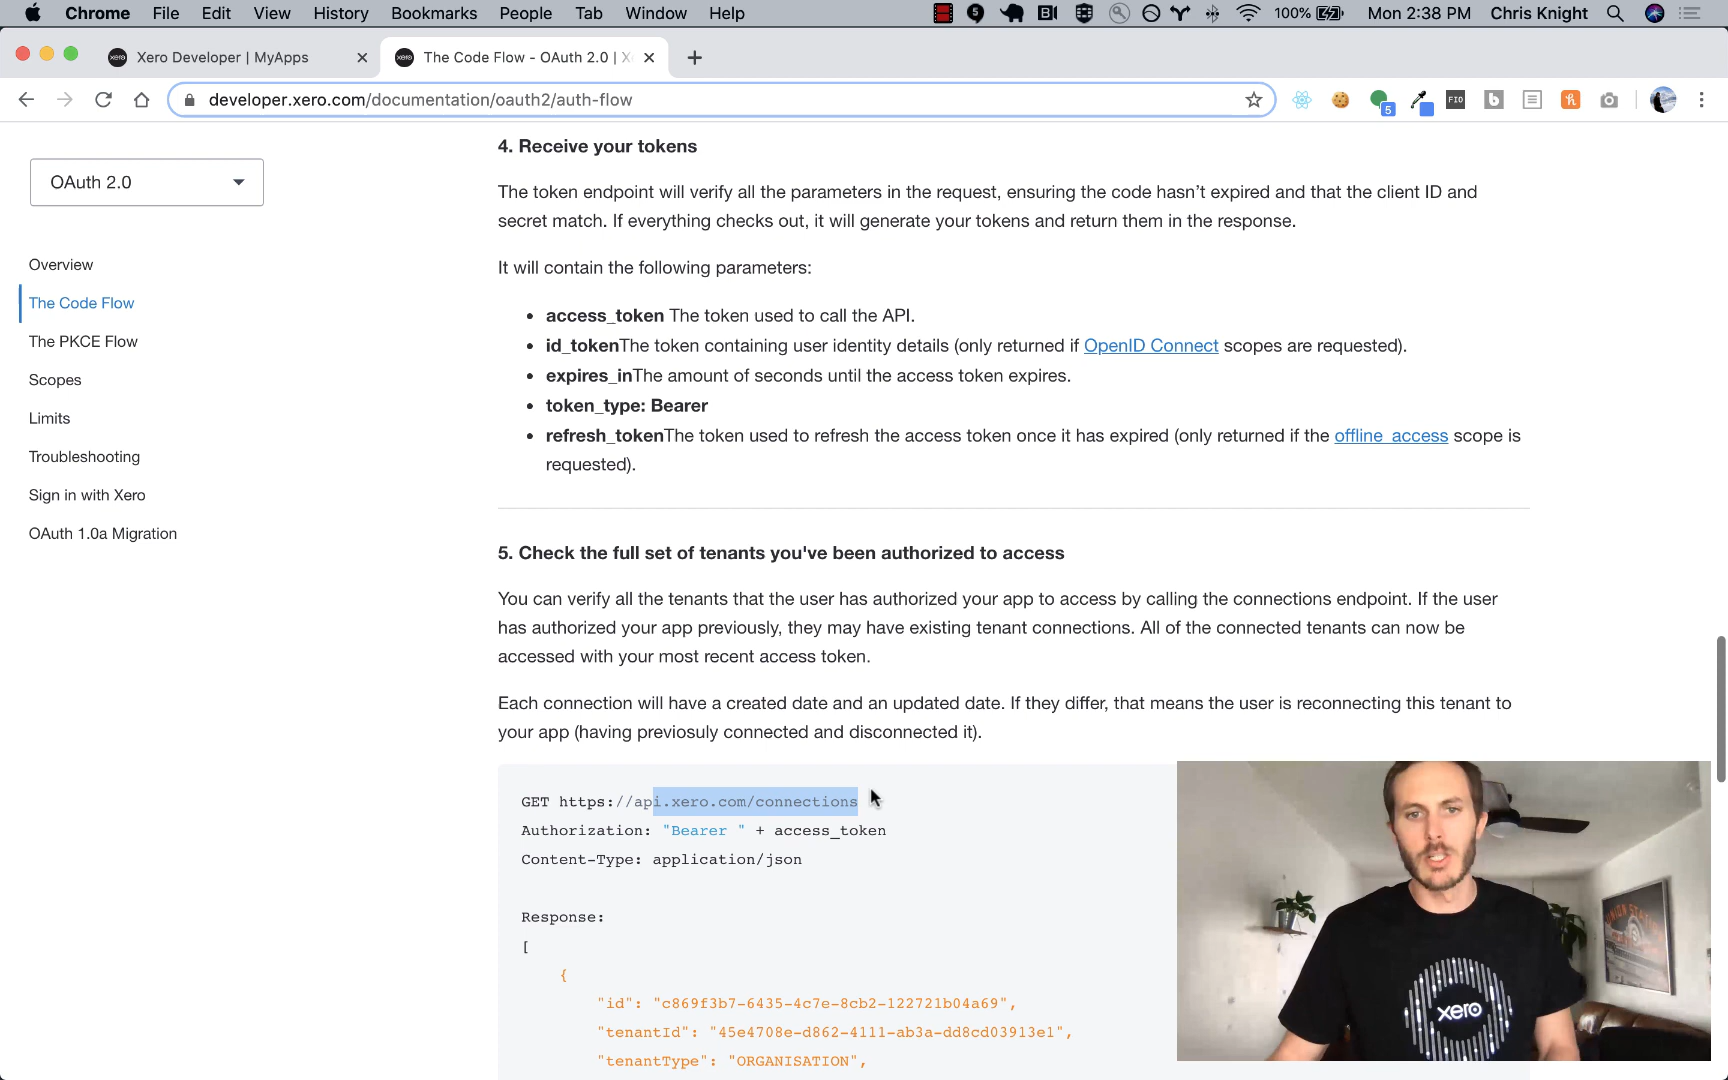 Chrome File Edit View History Bookmarks People Tab Window Help 100% Mon 2:38 PM Chris Knight
Xero Developer | MyApps
The Code Flow - OAuth 2.0 | X
developer.xero.com/documentation/oauth2/auth-flow
5
FIO
OAuth 2.0
Overview
The Code Flow
The PKCE Flow
Scopes
Limits
Troubleshooting
Sign in with Xero
OAuth 1.0a Migration
4. Receive your tokens
The token endpoint will verify all the parameters in the request, ensuring the code hasn't expired and that the client ID and
secret match. If everything checks out, it will generate your tokens and return them in the response.
It will contain the following parameters:
• access_token The token used to call the API.
• id_tokenThe token containing user identity details (only returned if OpenID Connect scopes are requested).
• expires_inThe amount of seconds until the access token expires.
• token_type: Bearer
• refresh_tokenThe token used to refresh the access token once it has expired (only returned if the offline_access scope is
requested).
5. Check the full set of tenants you've been authorized to access
You can verify all the tenants that the user has authorized your app to access by calling the connections endpoint. If the user
has authorized your app previously, they may have existing tenant connections. All of the connected tenants can now be
accessed with your most recent access token.
Each connection will have a created date and an updated date. If they differ, that means the user is reconnecting this tenant to
your app (having previosuly connected and disconnected it).
GET https://api.xero.com/connections
Authorization: "Bearer " + access_token
Content-Type: application/json
Response:
[
{
"id": "c869f3b7-6435-4c7e-8cb2-122721b04a69",
"tenantId": "45e4708e-d862-4111-ab3a-dd8cd03913e1",
"tenantType": "ORGANISATION",
xero
UNION STATION